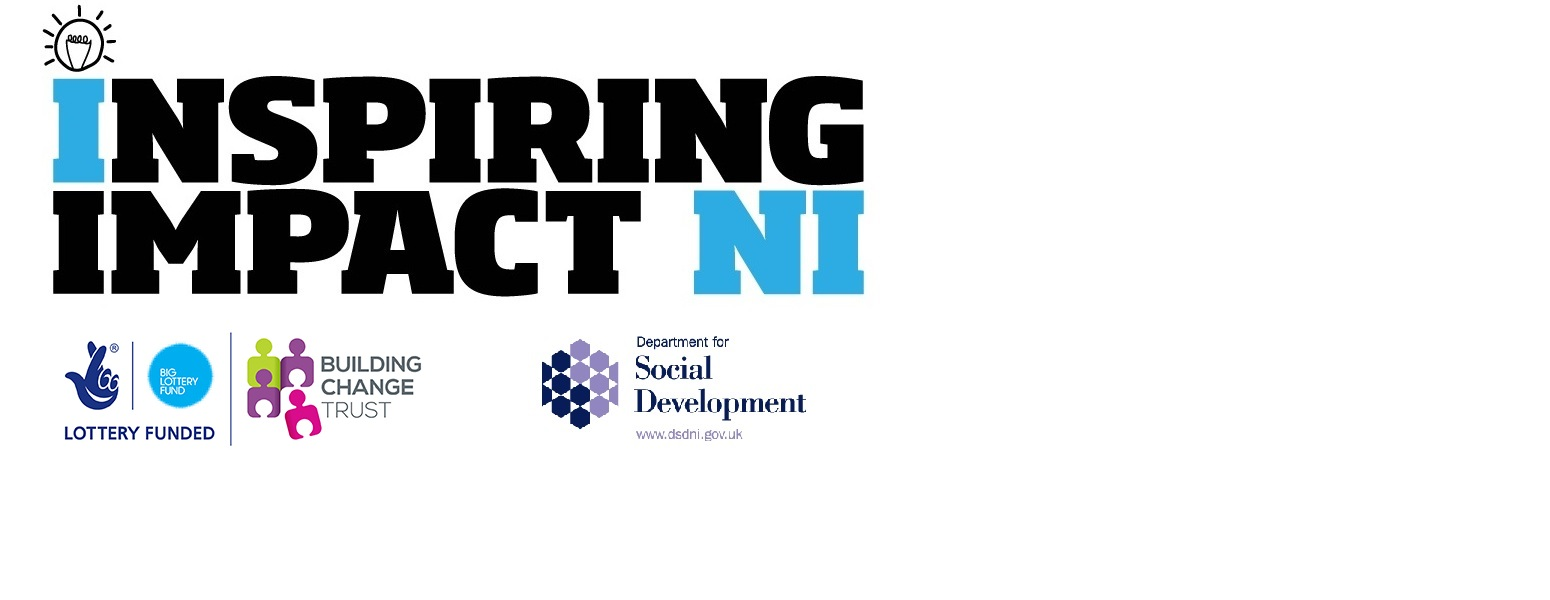 INSPIRING
IMPACT NI
®
BIG
LOTTERY
FUND
LOTTERY FUNDED
BUILDING
CHANGE
TRUST
Department for
Social
Development
www.dsdni.gov.uk